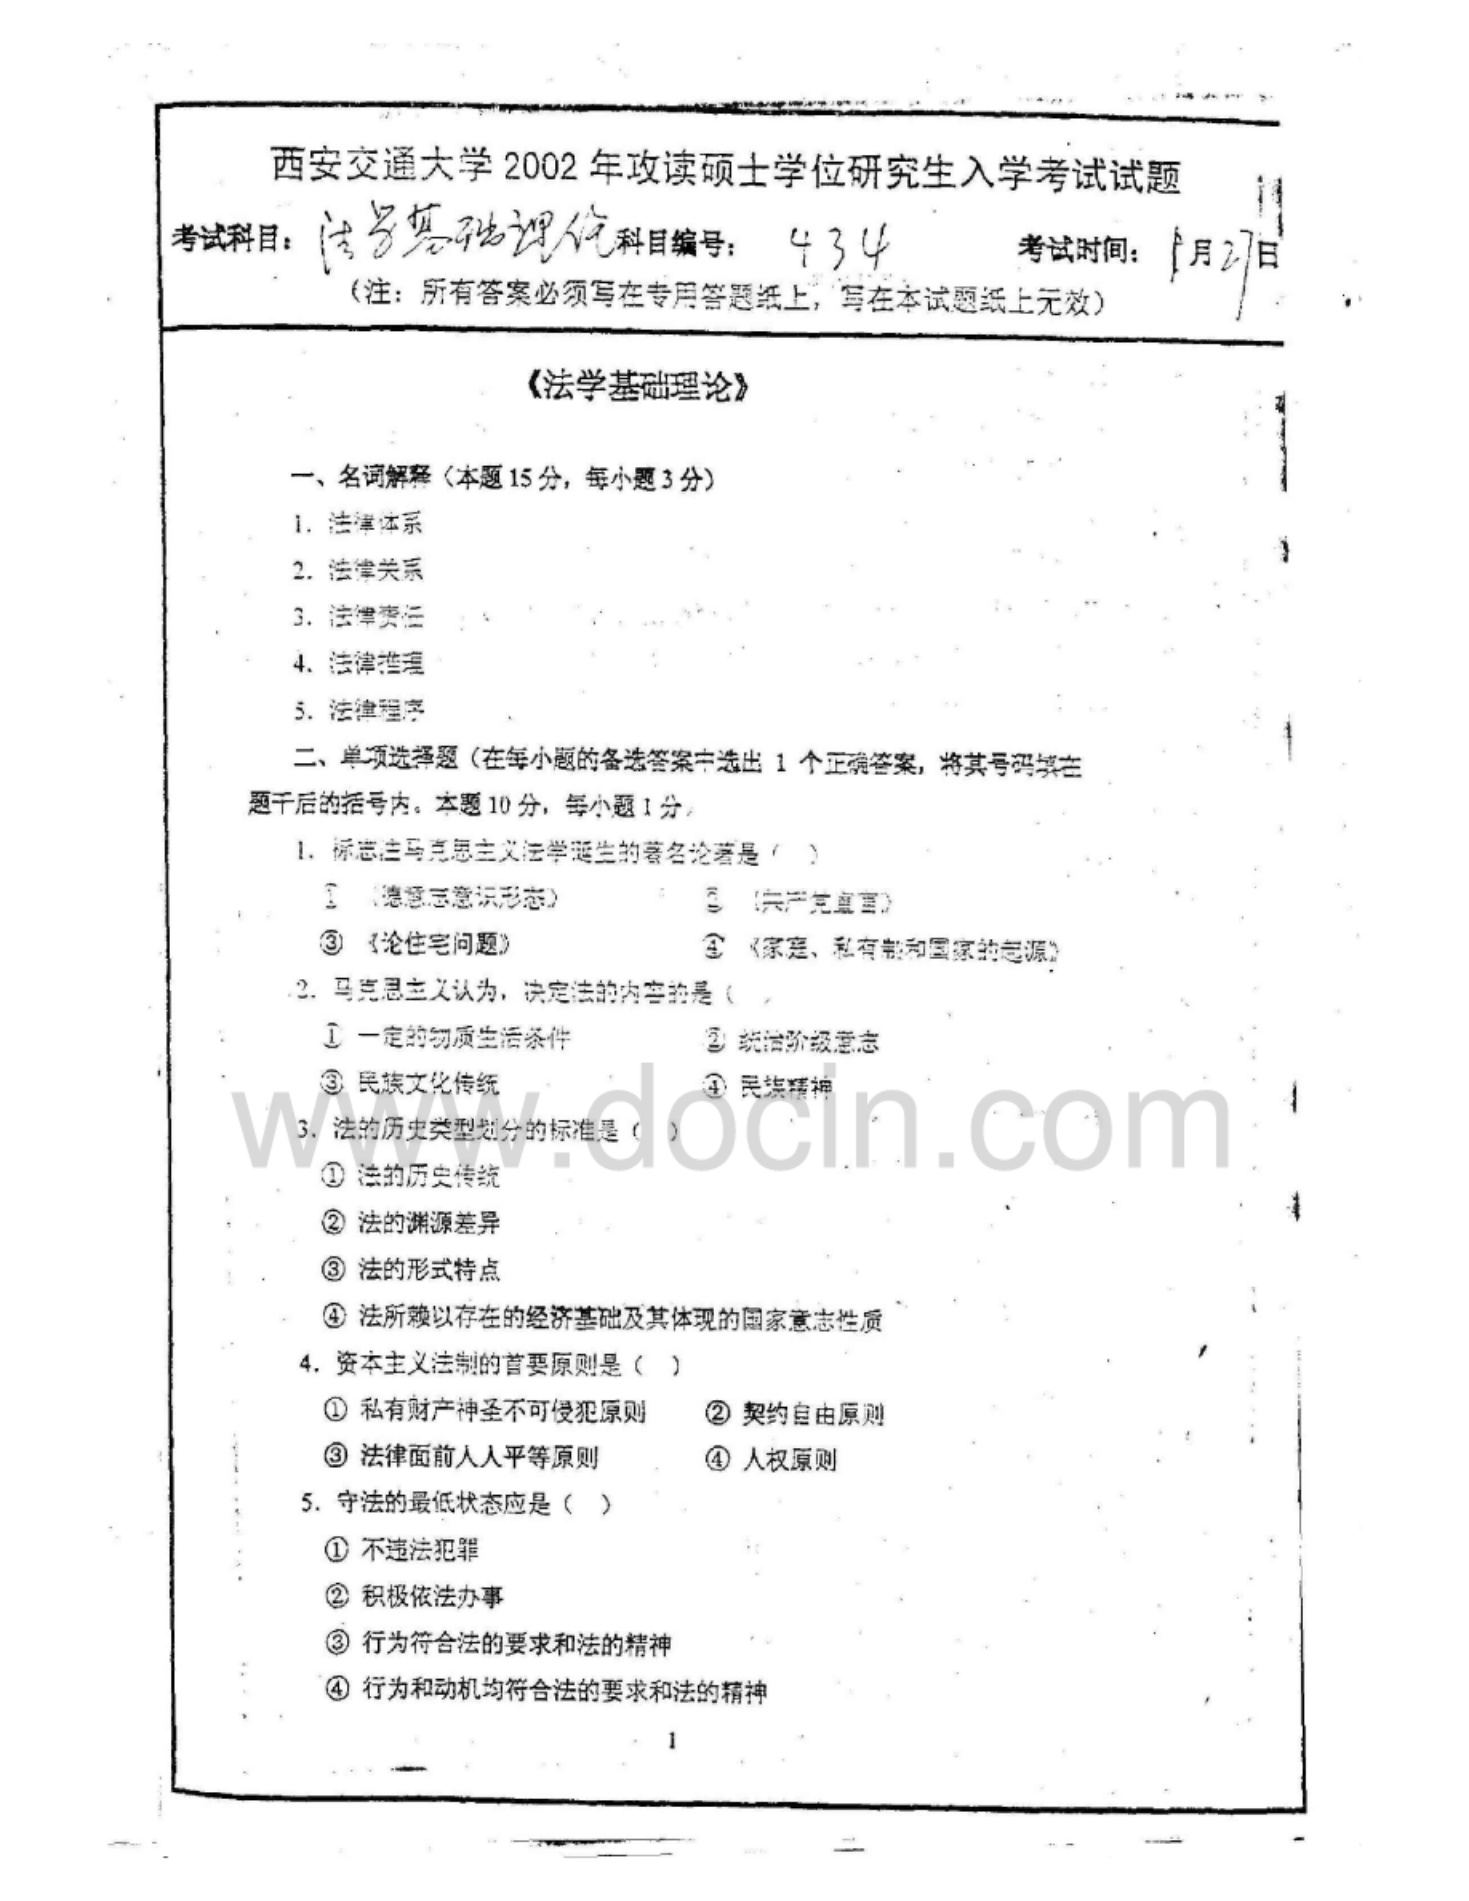 西安交通大学 2002 年攻读硕士学位研究生入学考试试题
考试科目：法学基础理论 科目编号： 434 考试时间： 月27日
（注：所有答案必须写在专用答题纸上，写在本试题纸上无效）
《法学基础理论》
一、名词解释（本题 15 分，每小题 3 分）
1．法律体系
2．法律关系
3．法律责任
4．法律推理
5．法律程序
二、单项选择题（在每小题的备选答案中选出 1 个正确答案，将其号码填在
题干后的括号内。本题 10 分，每小题 1 分。
1．标志注马克思主义法学诞生的著名论著是（ ）
① 《德意志意识形态》 ② 《共产党宣言》
③ 《论住宅问题》 ④ 《家庭、私有制和国家的起源》
2．马克思主义认为，决定法的内容的是（ ）
① 一定的物质生活条件 ② 统治阶级意志
③ 民族文化传统 ④ 民族精神
www.docin.com
3．法的历史类型划分的标准是（ ）
① 法的历史传统
② 法的渊源差异
③ 法的形式特点
④ 法所赖以存在的经济基础及其体现的国家意志性质
4．资本主义法制的首要原则是（ ）
① 私有财产神圣不可侵犯原则 ② 契约自由原则
③ 法律面前人人平等原则 ④ 人权原则
5．守法的最低状态应是（ ）
① 不违法犯罪
② 积极依法办事
③ 行为符合法的要求和法的精神
④ 行为和动机均符合法的要求和法的精神
1